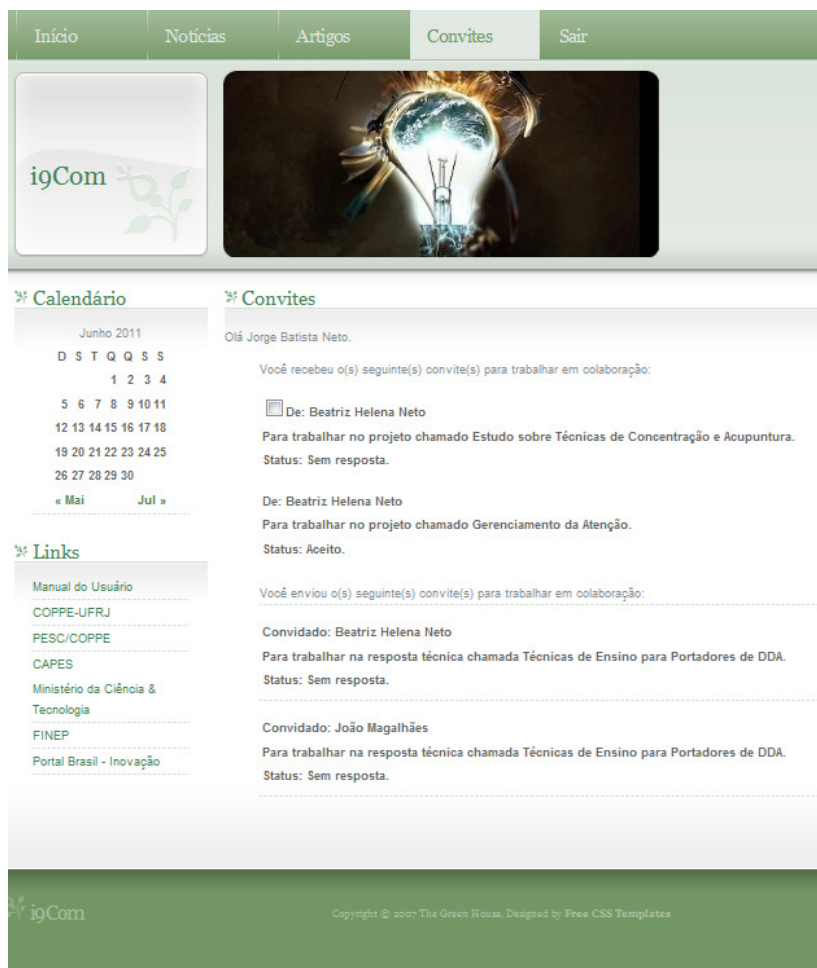 Início Notícias Artigos Convites Sair
i9Com
Calendário
Junho 2011
D S T Q Q S S
1 2 3 4
5 6 7 8 9 10 11
12 13 14 15 16 17 18
19 20 21 22 23 24 25
26 27 28 29 30
« Mai Jul »
Links
Manual do Usuário
COPPE-UFRJ
PESC/COPPE
CAPES
Ministério da Ciência &
Tecnologia
FINEP
Portal Brasil - Inovação
Convites
Olá Jorge Batista Neto.
Você recebeu o(s) seguinte(s) convite(s) para trabalhar em colaboração:
De: Beatriz Helena Neto
Para trabalhar no projeto chamado Estudo sobre Técnicas de Concentração e Acupuntura.
Status: Sem resposta.
De: Beatriz Helena Neto
Para trabalhar no projeto chamado Gerenciamento da Atenção.
Status: Aceito.
Você enviou o(s) seguinte(s) convite(s) para trabalhar em colaboração:
Convidado: Beatriz Helena Neto
Para trabalhar na resposta técnica chamada Técnicas de Ensino para Portadores de DDA.
Status: Sem resposta.
Convidado: João Magalhães
Para trabalhar na resposta técnica chamada Técnicas de Ensino para Portadores de DDA.
Status: Sem resposta.
i9Com
Copyright © 2007 The Green House. Designed by Free CSS Templates